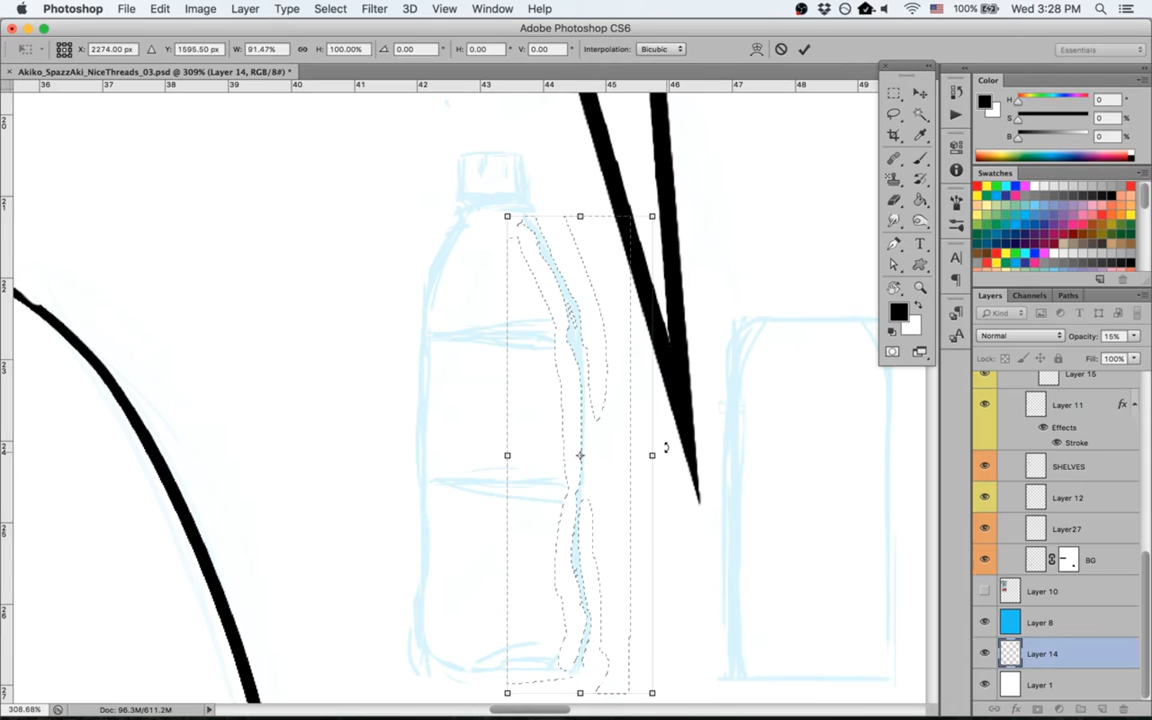 Photoshop File Edit Image Layer Type Select Filter 3D View Window Help 100% Wed 3:28 PM
Adobe Photoshop CS6
X: 2274.00 px Y: 1595.50 px W: 91.47% H: 100.00% 0.00 ° H: 0.00 ° V: 0.00 ° Interpolation: Bicubic Essentials
× Akiko_SpazzAki_NiceThreads_03.psd @ 309% (Layer 14, RGB/8#) *
36 37 38 39 40 41 42 43 44 45 46 47 48 49
Color
H 0 °
S 0 %
B 0 %
Swatches
Layers Channels Paths
Kind
Normal Opacity: 15%
Lock: Fill: 100%
Layer 15
Layer 11 fx
Effects
Stroke
SHELVES
Layer 12
Layer27
BG
Layer 10
Layer 8
Layer 14
Layer 1
308.68% Doc: 96.3M/611.2M